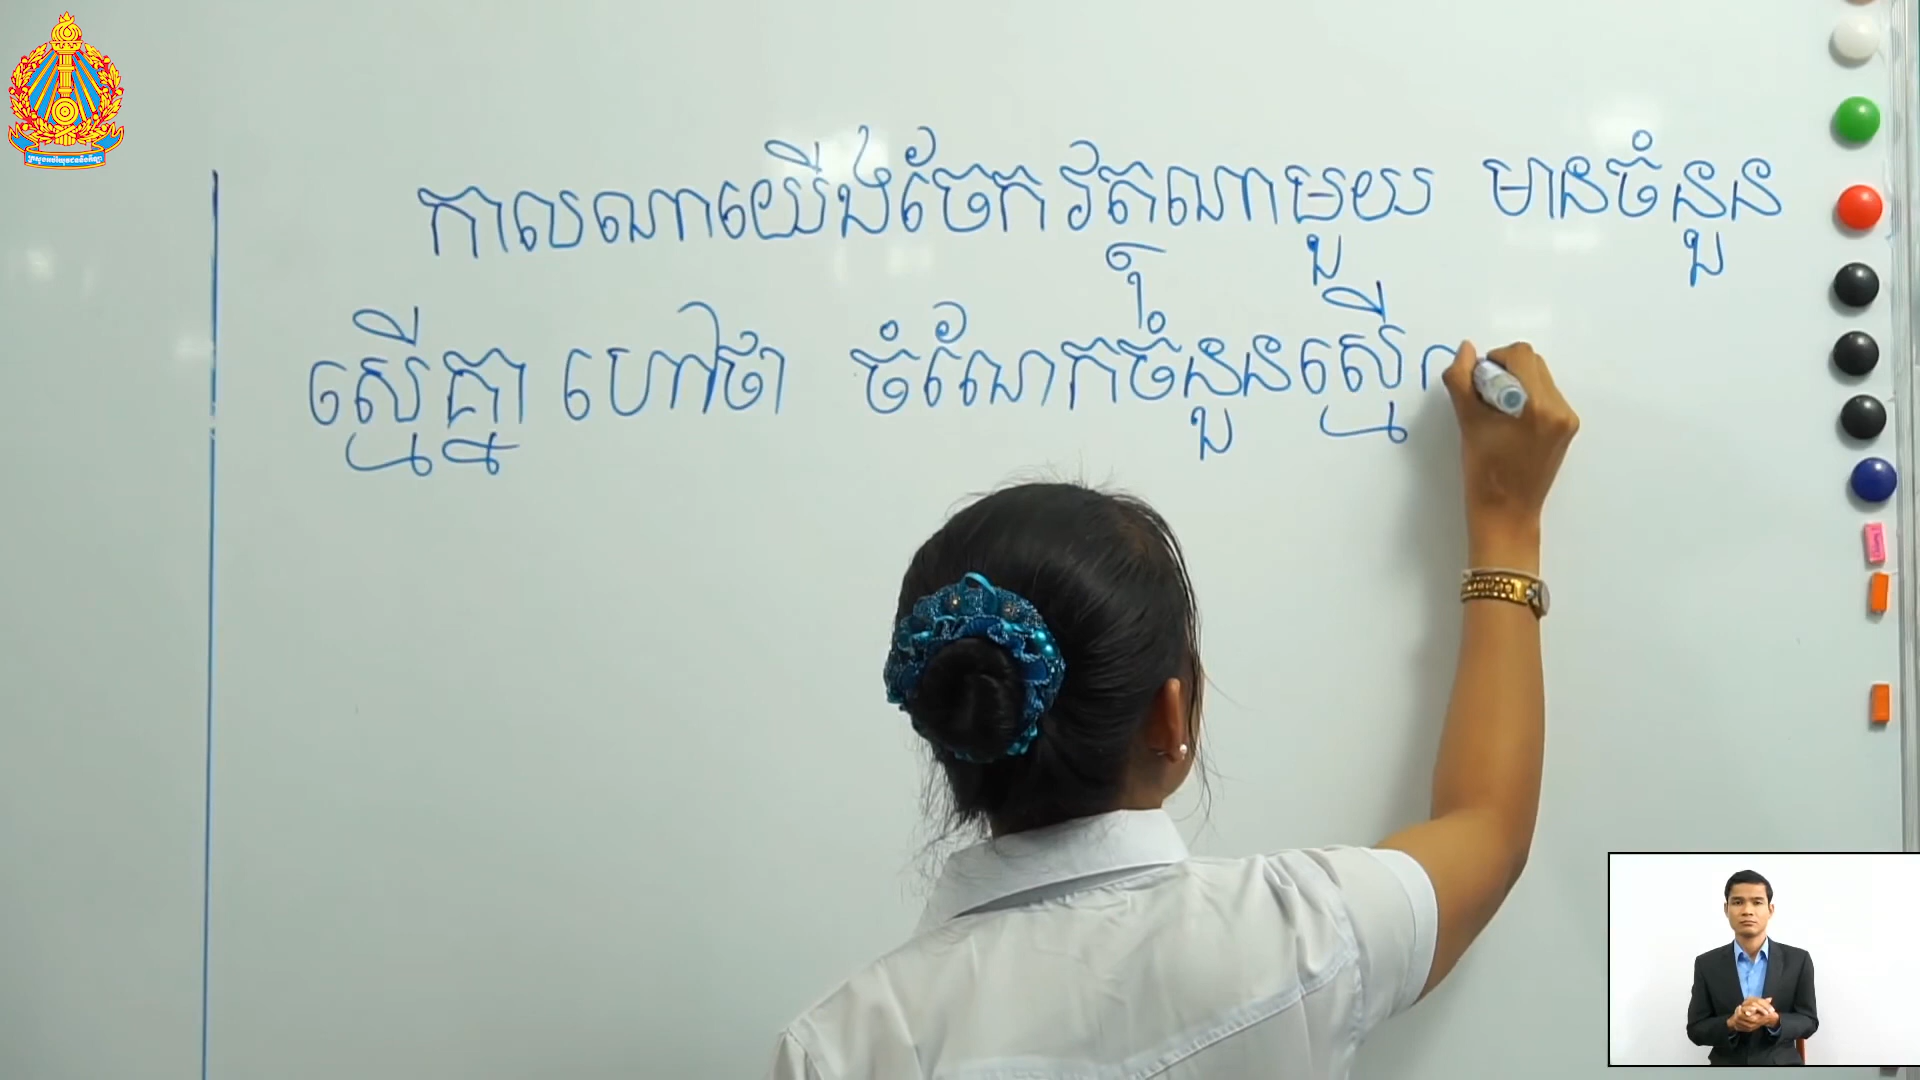 កាលណាយើងចែកវត្ថុណាមួយ មានចំនួន
ស្មើគ្នា ហៅថា ចំណែកចំនួនស្មើ